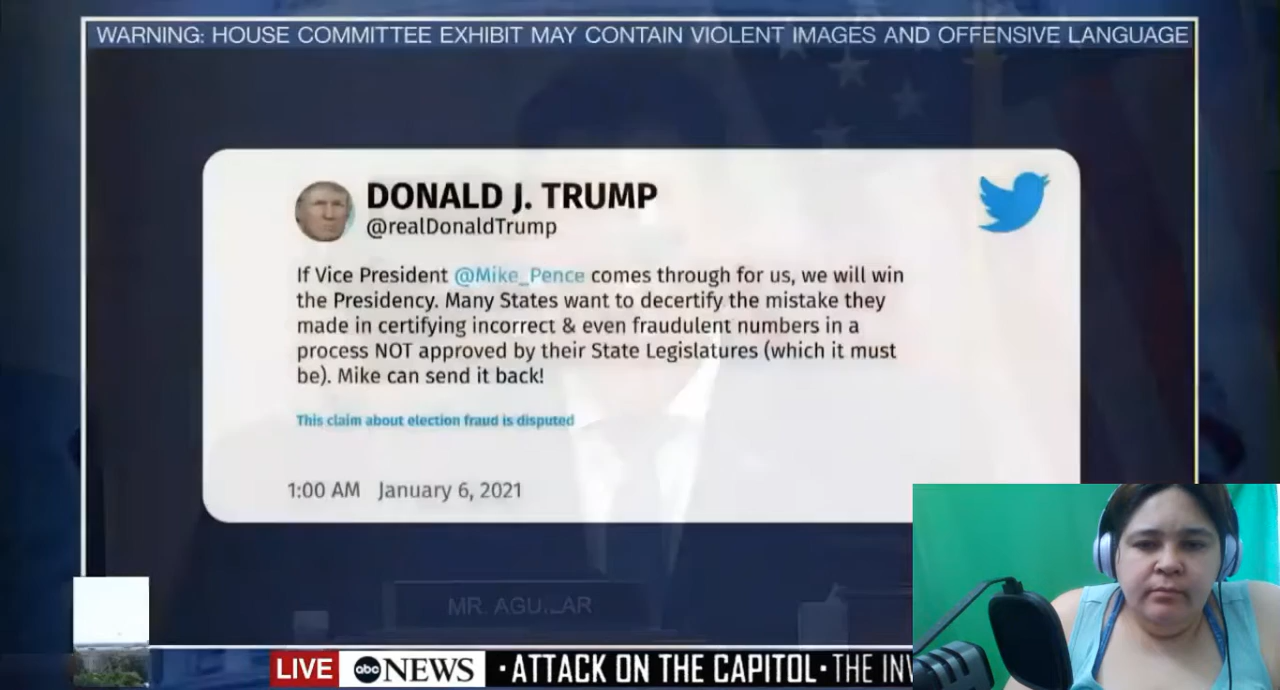 WARNING: HOUSE COMMITTEE EXHIBIT MAY CONTAIN VIOLENT IMAGES AND OFFENSIVE LANGUAGE
DONALD J. TRUMP
@realDonaldTrump
If Vice President @Mike_Pence comes through for us, we will win
the Presidency. Many States want to decertify the mistake they
made in certifying incorrect & even fraudulent numbers in a
process NOT approved by their State Legislatures (which it must
be). Mike can send it back!
This claim about election fraud is disputed
1:00 AM January 6, 2021
MR. AGUILAR
LIVE abc NEWS • ATTACK ON THE CAPITOL • THE